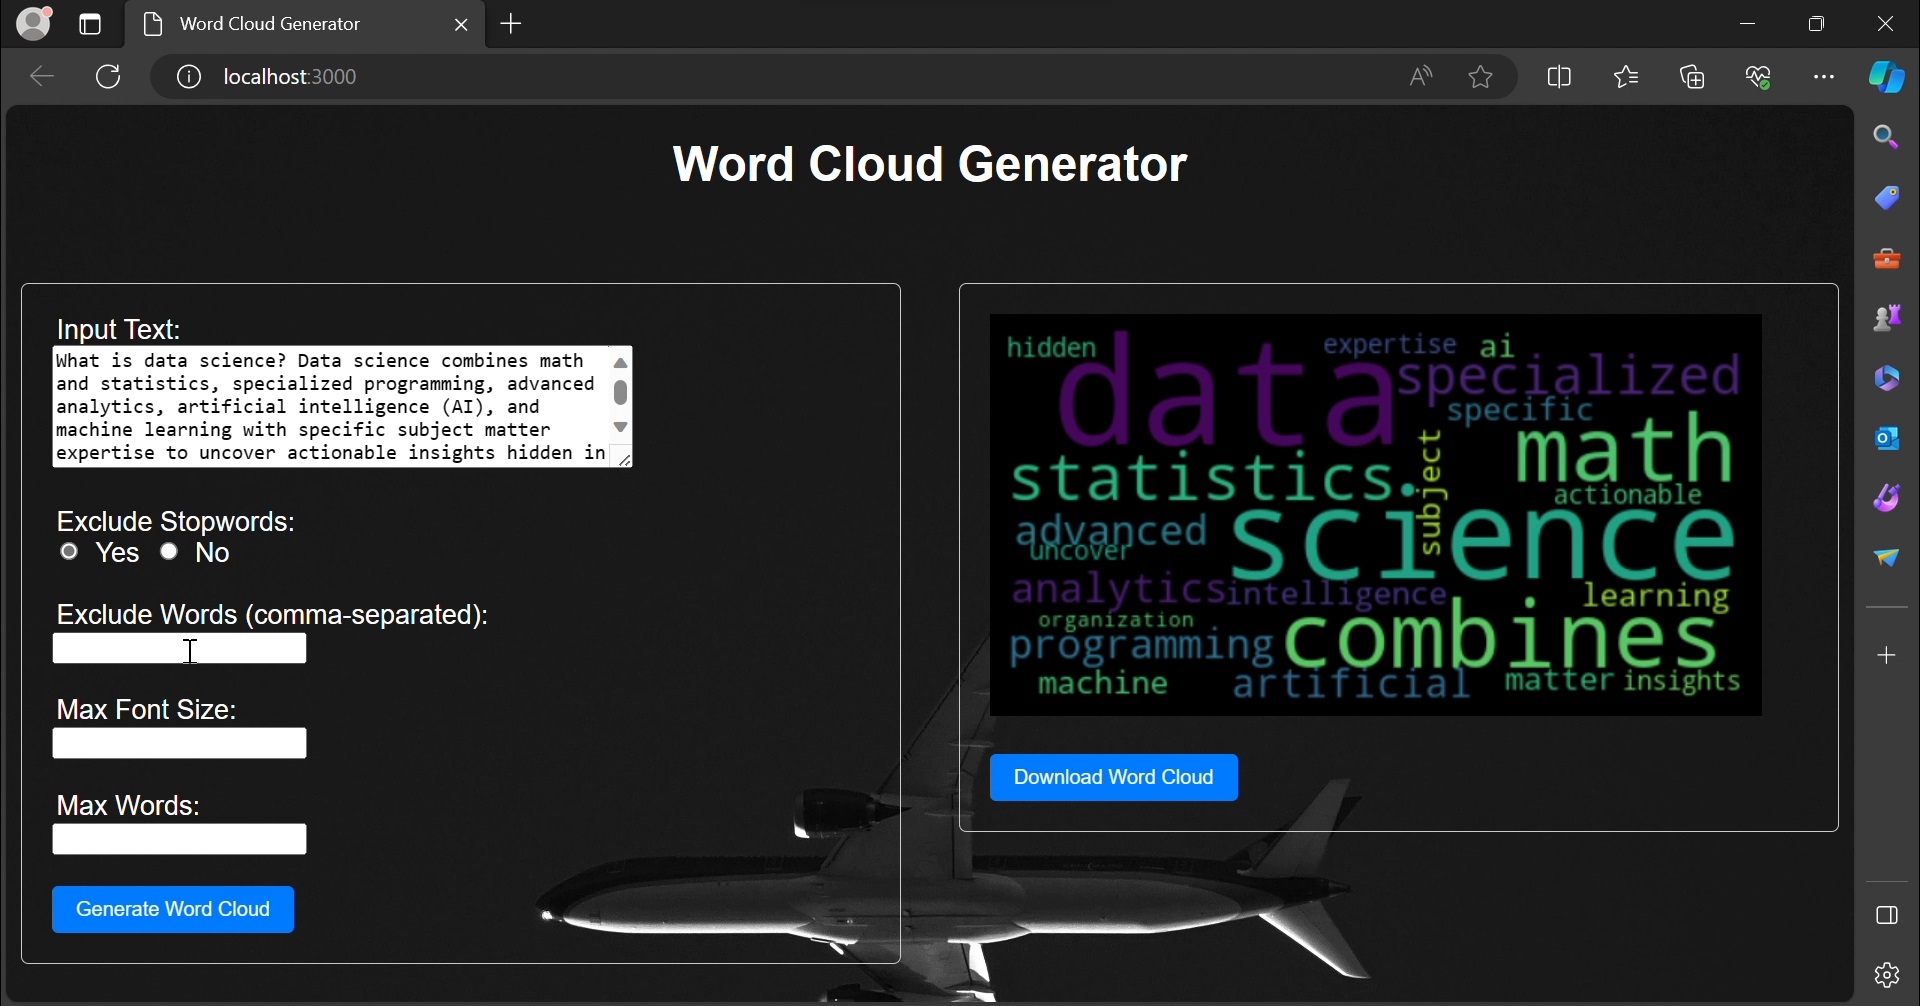 Word Cloud Generator
localhost:3000
Word Cloud Generator
Input Text:
What is data science? Data science combines math
and statistics, specialized programming, advanced
analytics, artificial intelligence (AI), and
machine learning with specific subject matter
expertise to uncover actionable insights hidden in
Exclude Stopwords:
Yes No
Exclude Words (comma-separated):
Max Font Size:
Max Words:
Generate Word Cloud
hidden
data
expertise
ai
specialized
specific
math
statistics
subject
actionable
advanced
uncover
science
analytics
intelligence
learning
organization
programming
combines
machine
artificial
matter
insights
Download Word Cloud